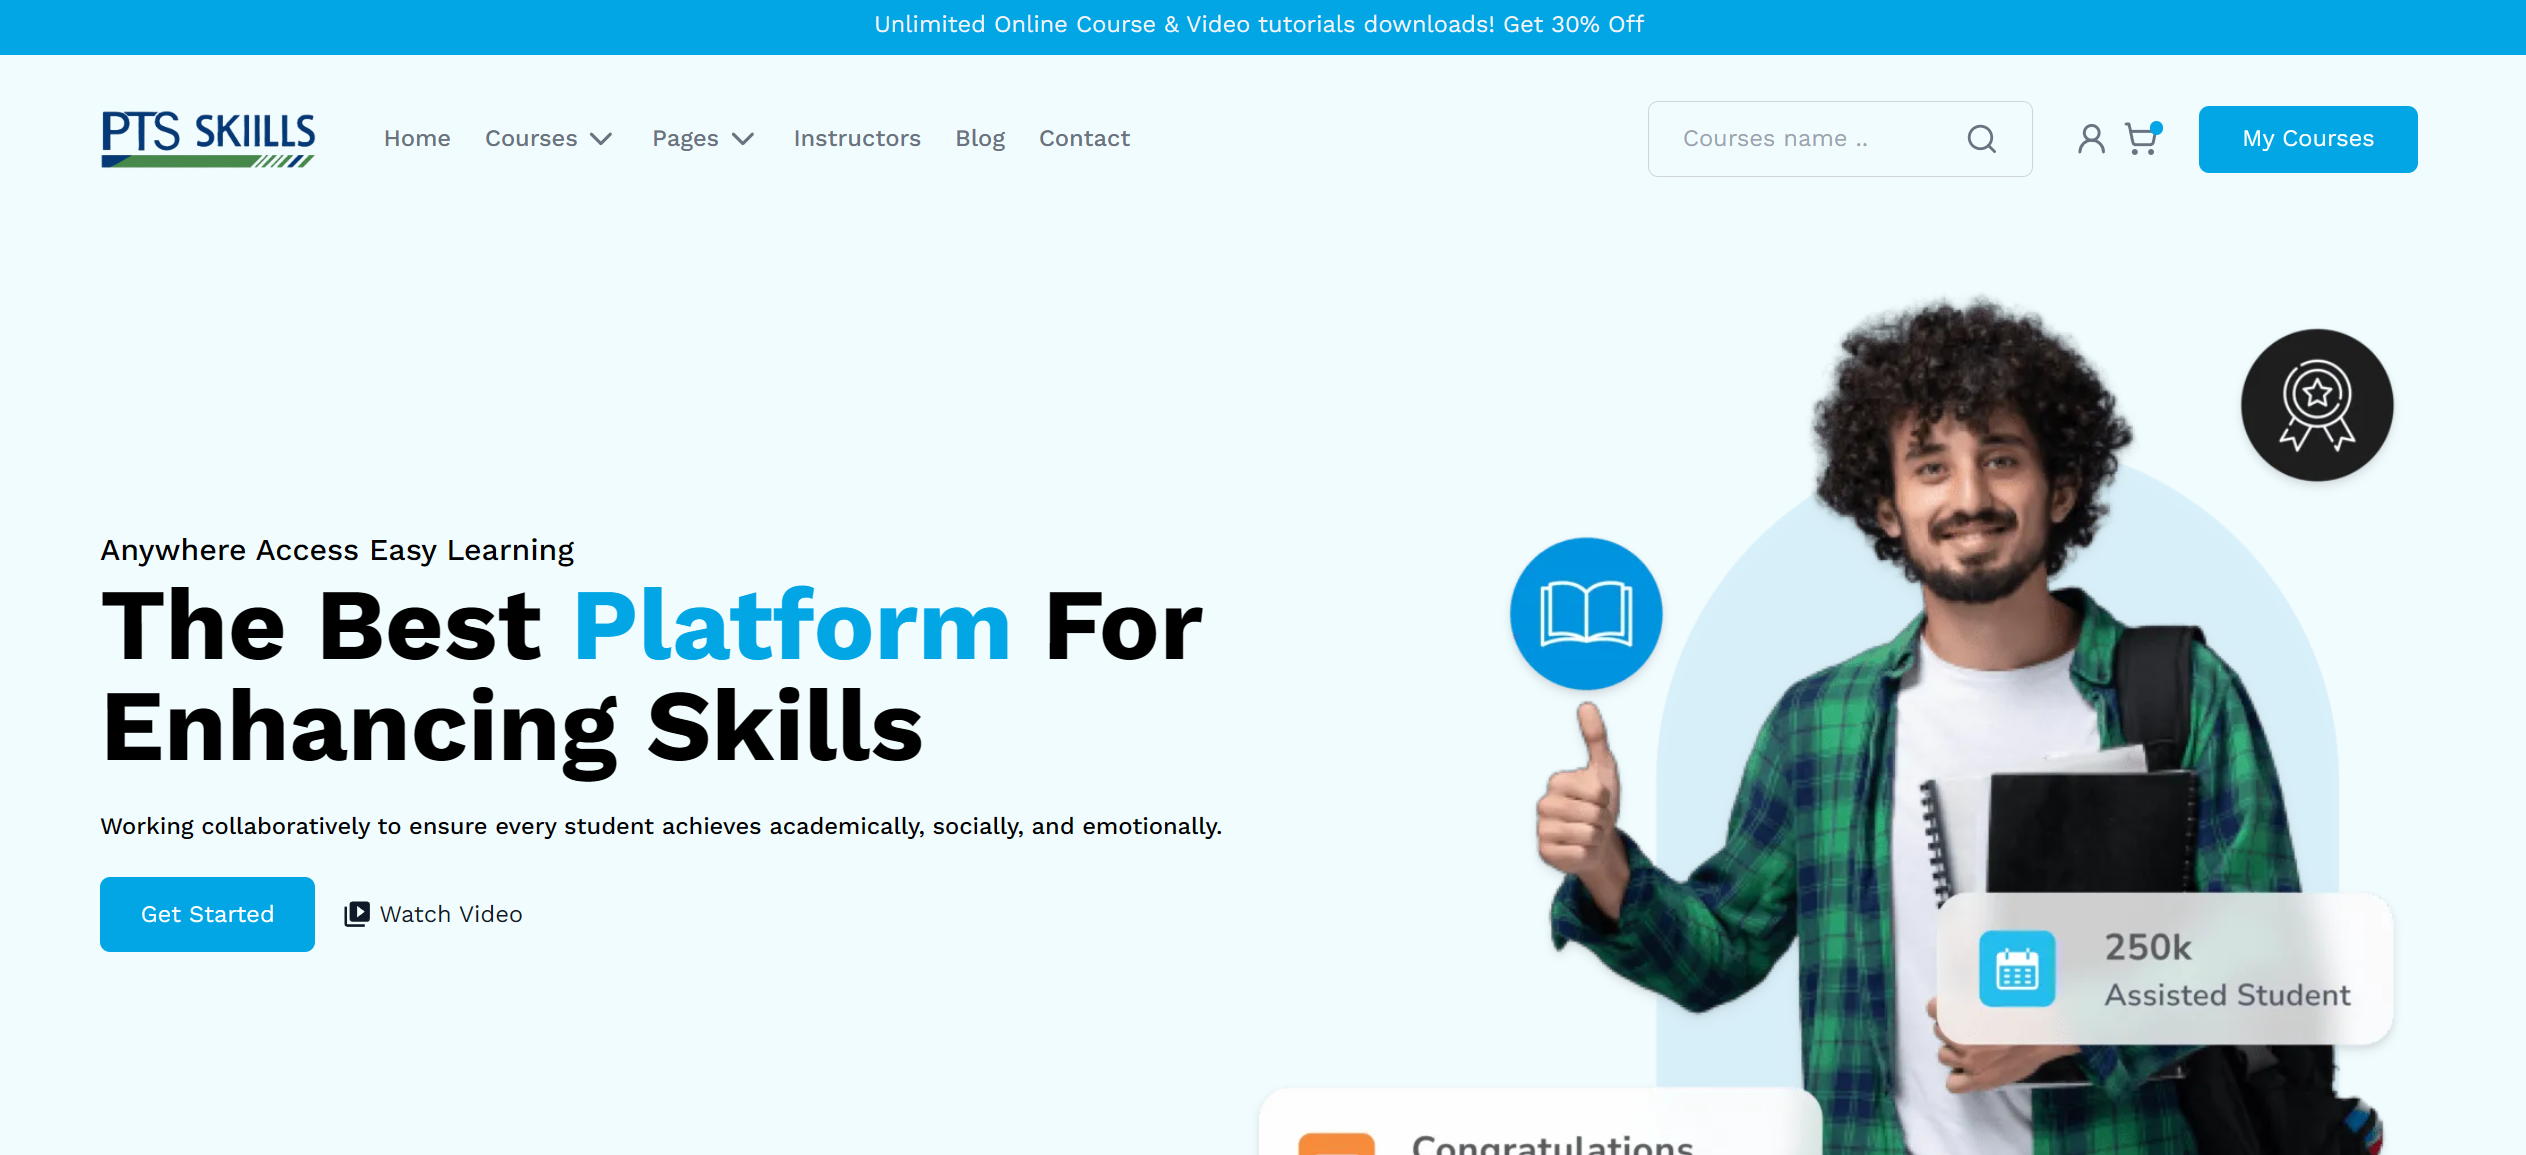 Unlimited Online Course & Video tutorials downloads! Get 30% Off
PTS SKIILLS
Home Courses Pages Instructors Blog Contact
Courses name ..
My Courses
Anywhere Access Easy Learning
The Best Platform For
Enhancing Skills
Working collaboratively to ensure every student achieves academically, socially, and emotionally.
Get Started
Watch Video
250k
Assisted Student
Congratulations